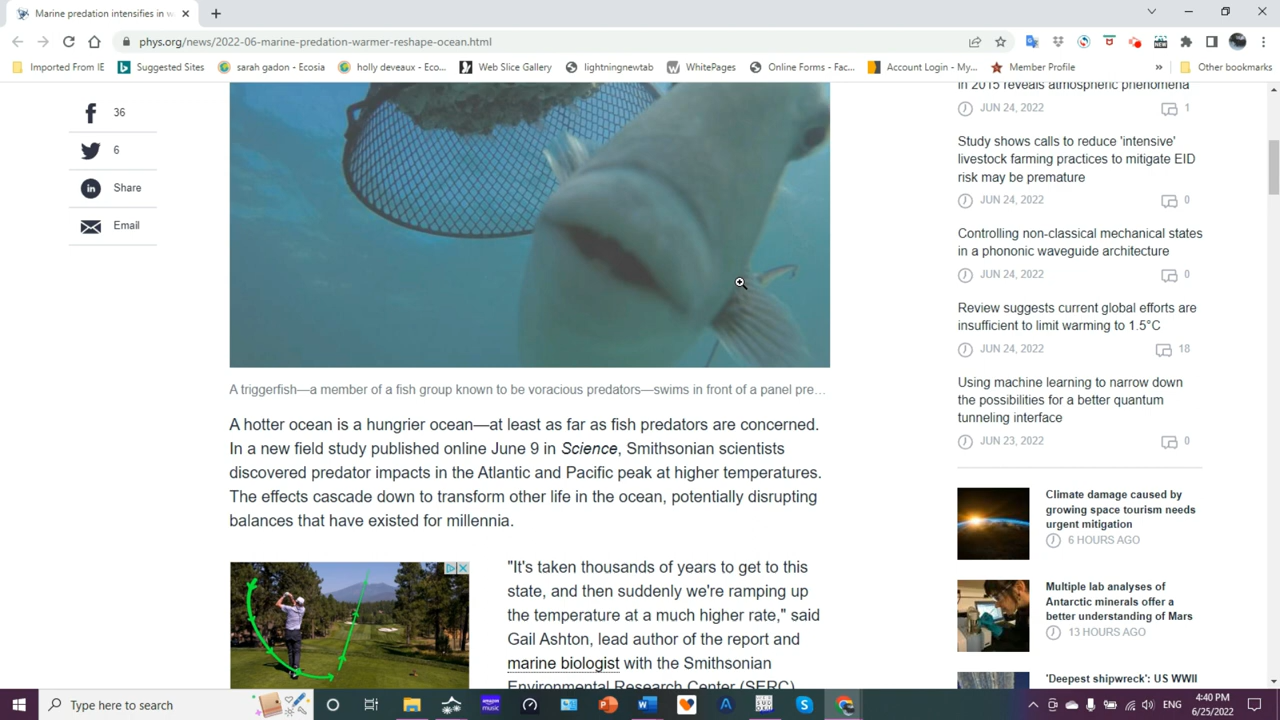 Marine predation intensifies in w
phys.org/news/2022-06-marine-predation-warmer-reshape-ocean.html
Imported From IE
Suggested Sites
sarah gadon - Ecosia
holly deveaux - Eco...
Web Slice Gallery
lightningnewtab
WhitePages
Online Forms - Fac...
Account Login - My...
Member Profile
»
Other bookmarks
36
6
Share
Email
A triggerfish—a member of a fish group known to be voracious predators—swims in front of a panel pre…
A hotter ocean is a hungrier ocean—at least as far as fish predators are concerned.
In a new field study published online June 9 in Science, Smithsonian scientists
discovered predator impacts in the Atlantic and Pacific peak at higher temperatures.
The effects cascade down to transform other life in the ocean, potentially disrupting
balances that have existed for millennia.
"It's taken thousands of years to get to this
state, and then suddenly we're ramping up
the temperature at a much higher rate," said
Gail Ashton, lead author of the report and
marine biologist with the Smithsonian
Environmental Research Center (SERC)
in 2015 reveals atmospheric phenomena
JUN 24, 2022
1
Study shows calls to reduce 'intensive'
livestock farming practices to mitigate EID
risk may be premature
JUN 24, 2022
0
Controlling non-classical mechanical states
in a phononic waveguide architecture
JUN 24, 2022
0
Review suggests current global efforts are
insufficient to limit warming to 1.5°C
JUN 24, 2022
18
Using machine learning to narrow down
the possibilities for a better quantum
tunneling interface
JUN 23, 2022
0
Climate damage caused by
growing space tourism needs
urgent mitigation
6 HOURS AGO
Multiple lab analyses of
Antarctic minerals offer a
better understanding of Mars
13 HOURS AGO
'Deepest shipwreck': US WWII
Type here to search
amazon
music
ENG
4:40 PM
6/25/2022